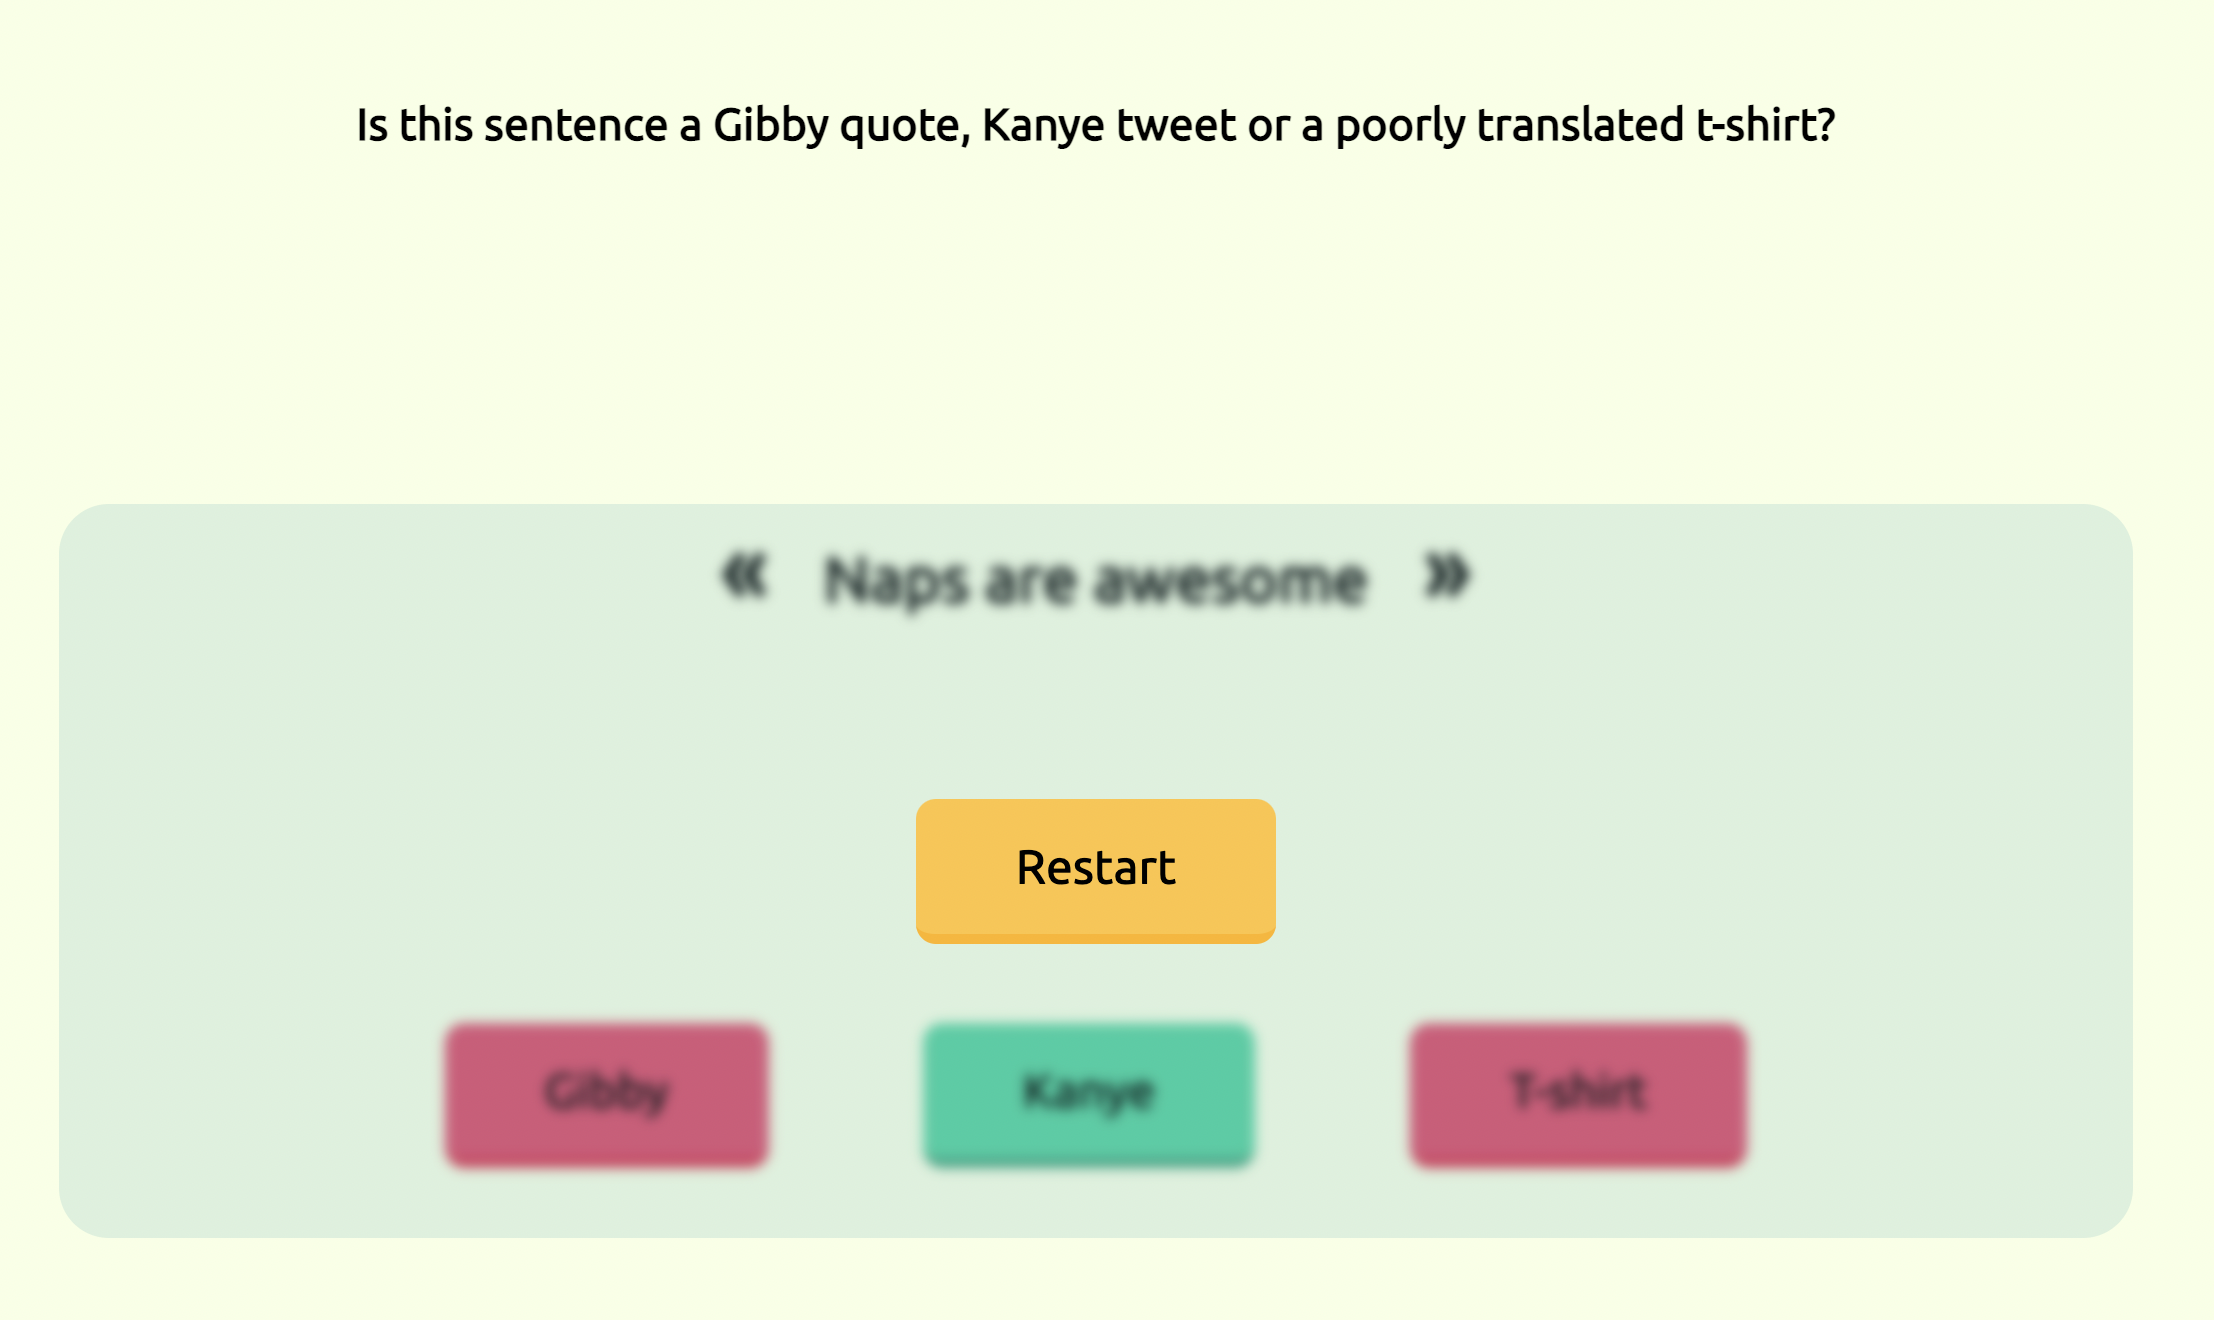 Is this sentence a Gibby quote, Kanye tweet or a poorly translated t-shirt?
« Naps are awesome »
Restart
Gibby Kanye T-shirt